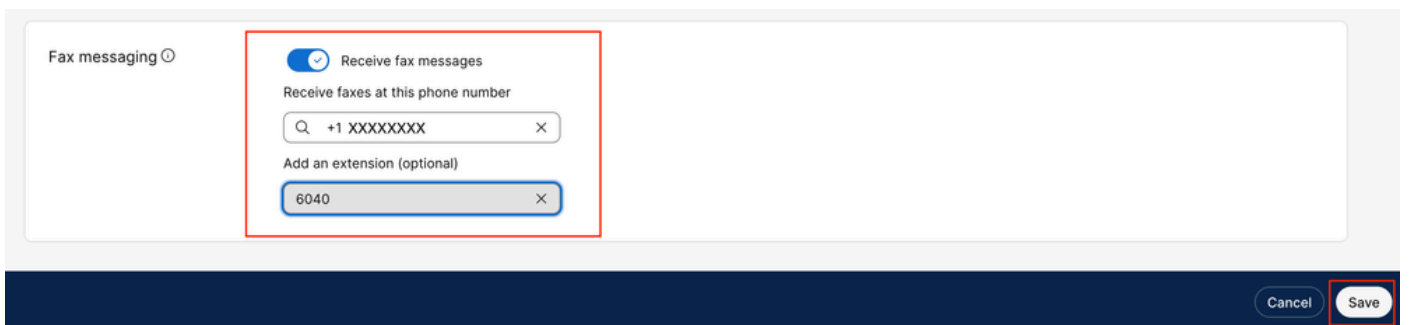 Fax messaging
Receive fax messages
Receive faxes at this phone number
+1 XXXXXXXX
Add an extension (optional)
6040
Cancel
Save